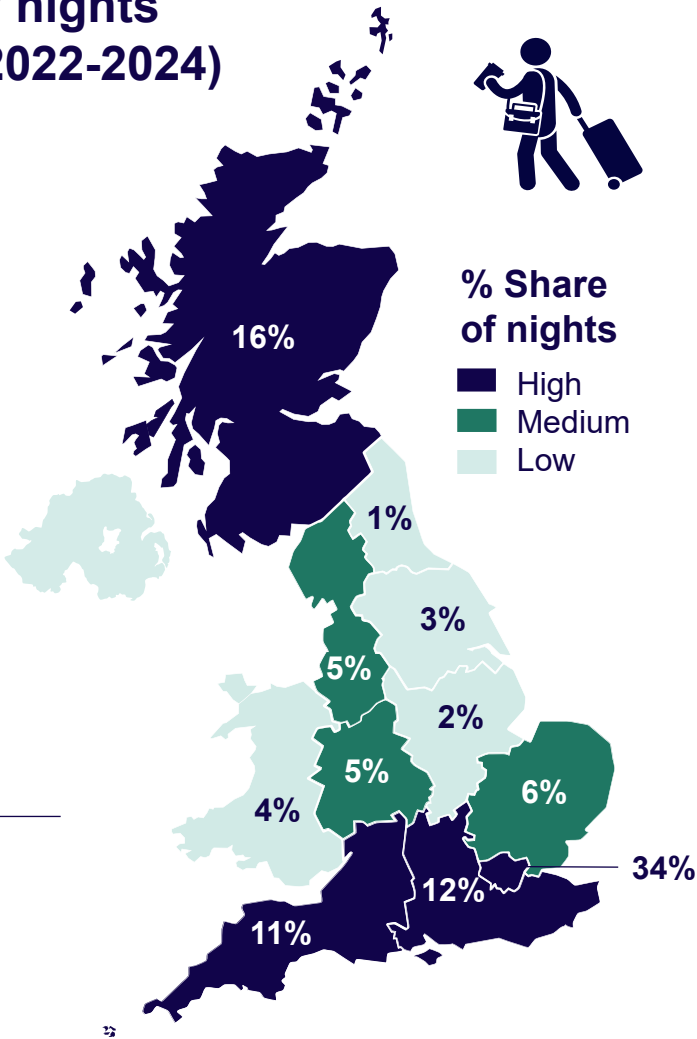 nights
2022-2024)
% Share
of nights
High
Medium
Low
16%
1%
3%
5%
2%
5%
6%
4%
34%
12%
11%